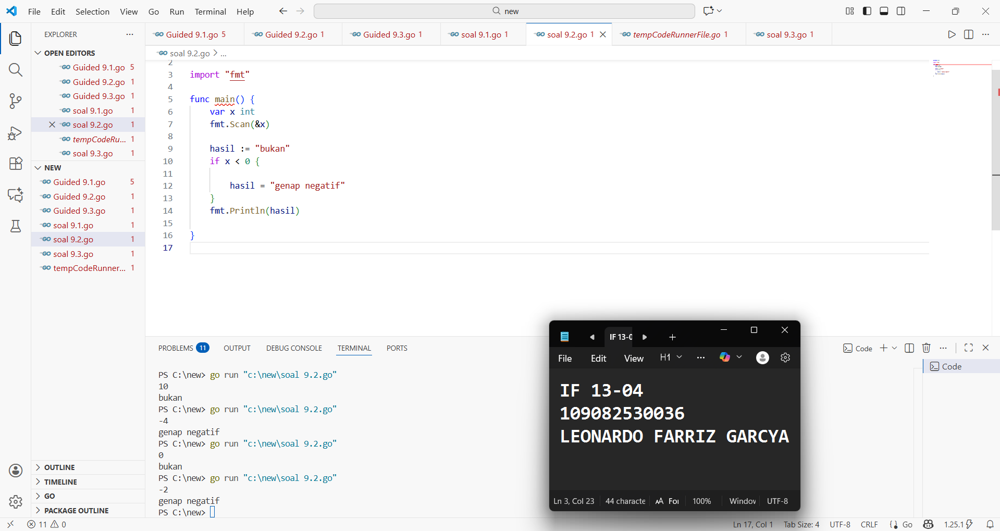 File Edit Selection View Go Run Terminal Help
new
EXPLORER
OPEN EDITORS
Guided 9.1.go 5
Guided 9.2.go 1
Guided 9.3.go 1
soal 9.1.go 1
soal 9.2.go 1
tempCodeRu... 1
soal 9.3.go 1
NEW
Guided 9.1.go 5
Guided 9.2.go 1
Guided 9.3.go 1
soal 9.1.go 1
soal 9.2.go 1
soal 9.3.go 1
tempCodeRunner... 1
OUTLINE
TIMELINE
GO
PACKAGE OUTLINE
Guided 9.1.go 5 Guided 9.2.go 1 Guided 9.3.go 1 soal 9.1.go 1 soal 9.2.go 1 tempCodeRunnerFile.go 1 soal 9.3.go 1
soal 9.2.go > ...
2
3 import "fmt"
4
5 func main() {
6 var x int
7 fmt.Scan(&x)
8
9 hasil := "bukan"
10 if x < 0 {
11
12 hasil = "genap negatif"
13 }
14 fmt.Println(hasil)
15
16 }
17
PROBLEMS 11 OUTPUT DEBUG CONSOLE TERMINAL PORTS
Code
Code
PS C:\new> go run "c:\new\soal 9.2.go"
10
bukan
PS C:\new> go run "c:\new\soal 9.2.go"
-4
genap negatif
PS C:\new> go run "c:\new\soal 9.2.go"
0
bukan
PS C:\new> go run "c:\new\soal 9.2.go"
-2
genap negatif
PS C:\new>
IF 13-0
File Edit View H1
IF 13-04
109082530036
LEONARDO FARRIZ GARCYA
Ln 3, Col 23 44 characte For 100% Window UTF-8
11 0
Ln 17, Col 1 Tab Size: 4 UTF-8 CRLF Go 1.25.1